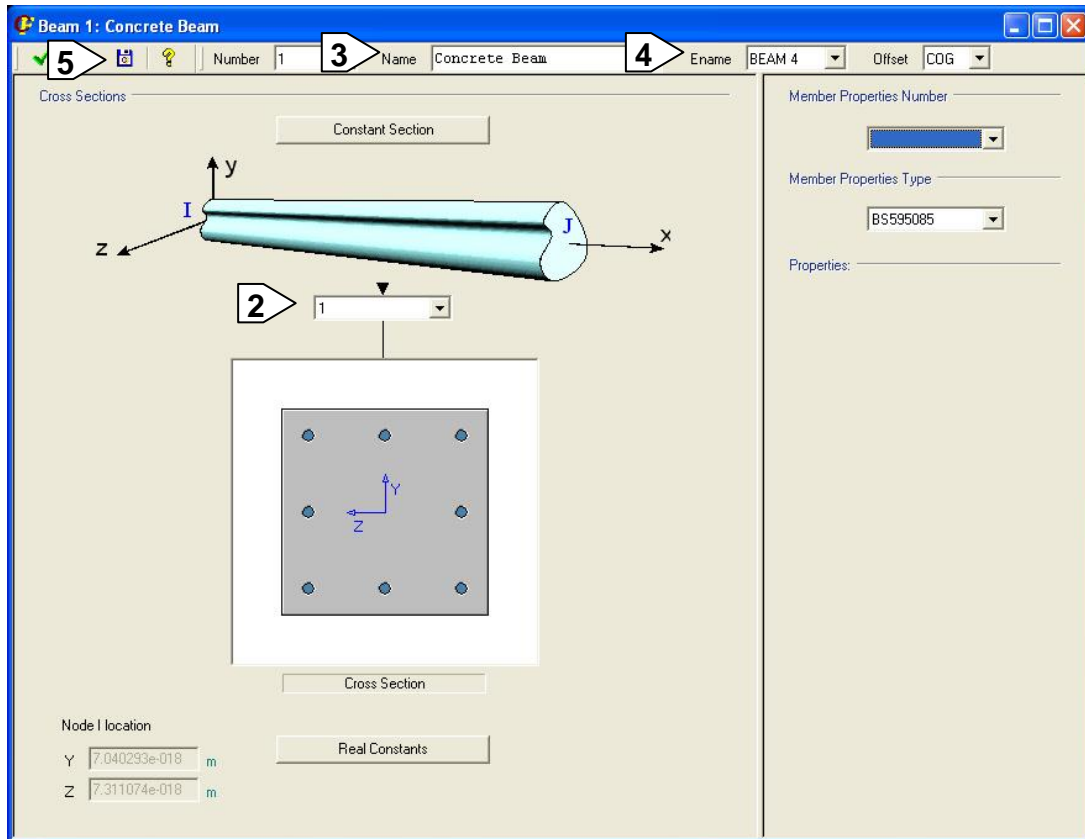 Beam 1: Concrete Beam
5 Number 1 3 Name Concrete Beam 4 Ename BEAM 4 Offset COG
Cross Sections
Constant Section
y
I
J
z
x
2
1
Y
Z
Cross Section
Node I location
Y 7.040293e-018 m
Z 7.311074e-018 m
Real Constants
Member Properties Number
Member Properties Type
BS595085
Properties: